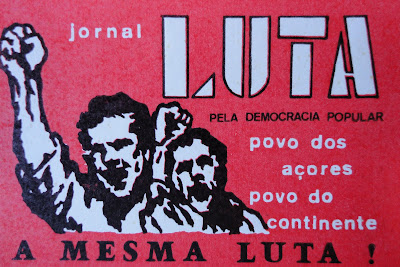 jornal
LUTA
PELA DEMOCRACIA POPULAR
povo dos
açores
povo do
continente
A MESMA LUTA !